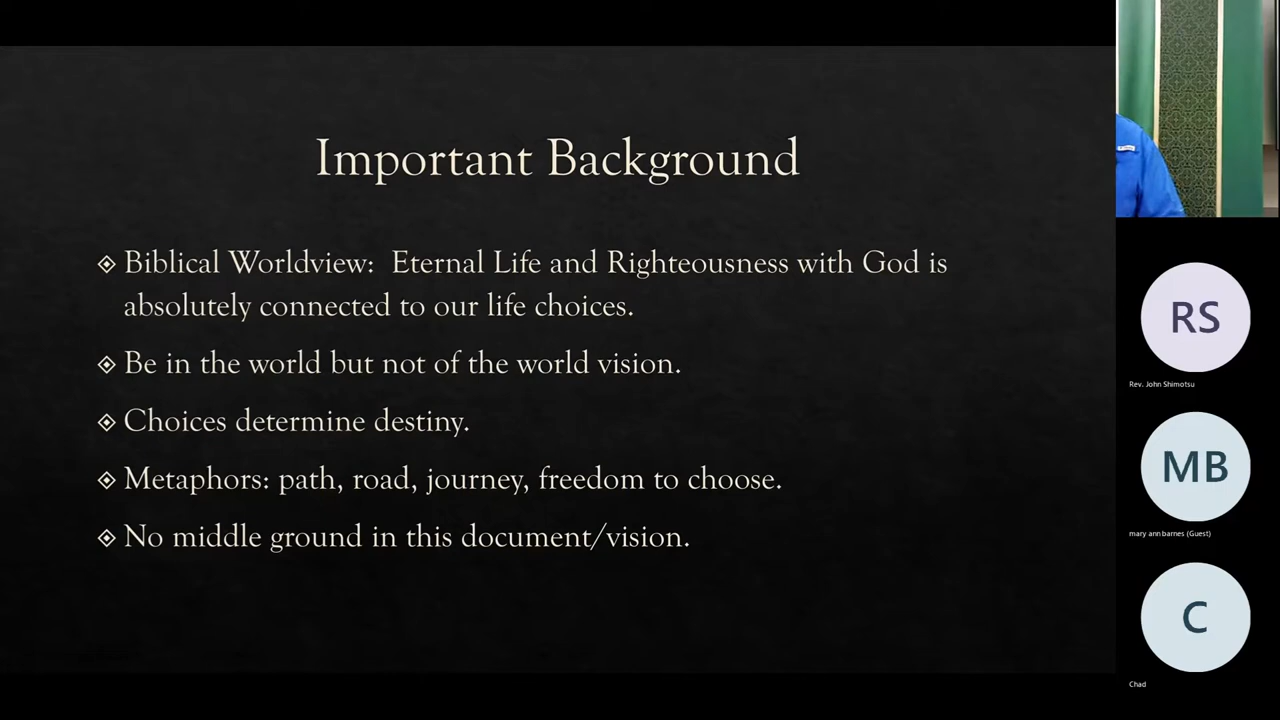 Important Background
Biblical Worldview: Eternal Life and Righteousness with God is
absolutely connected to our life choices.
Be in the world but not of the world vision.
Choices determine destiny.
Metaphors: path, road, journey, freedom to choose.
No middle ground in this document/vision.
RS
Rev. John Shimotsu
MB
mary ann barnes (Guest)
C
Chad